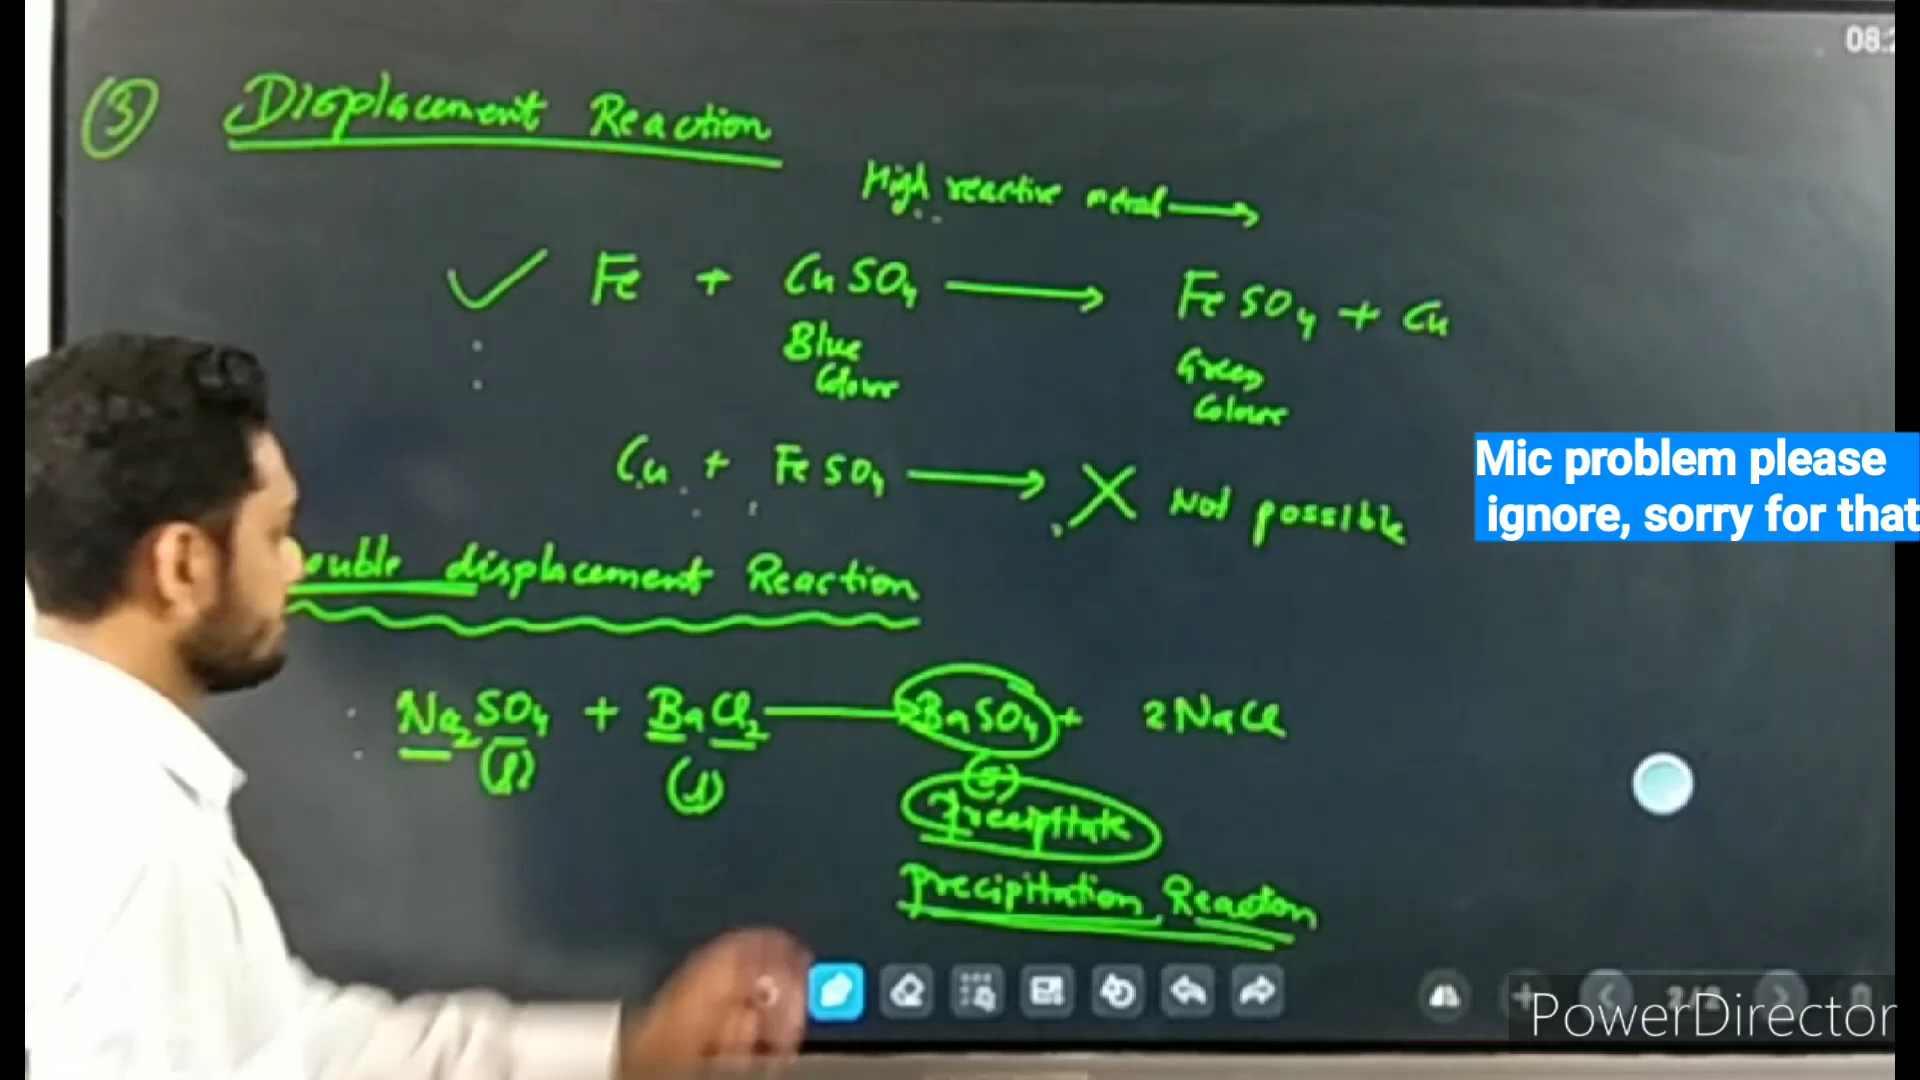 08:
③ Displacement Reaction
High reactive metal →
✓ Fe + CuSO4 → FeSO4 + Cu
Blue Colour
Green Colour
Cu + FeSO4 → X Not possible
ouble displacement Reaction
Na2SO4 + BaCl2 → BaSO4 + 2NaCl
(s)
Precipitate
Precipitation Reaction
Mic problem please
ignore, sorry for that
PowerDirector